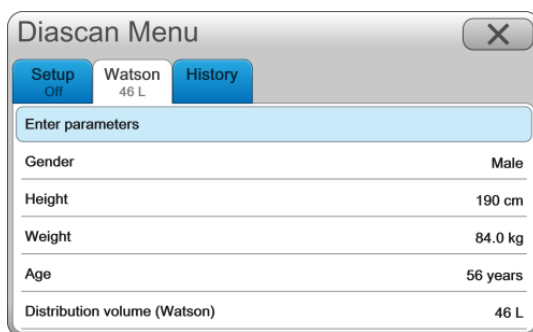 Diascan Menu
Setup Watson History
Off 46 L
Enter parameters
Gender Male
Height 190 cm
Weight 84.0 kg
Age 56 years
Distribution volume (Watson) 46 L